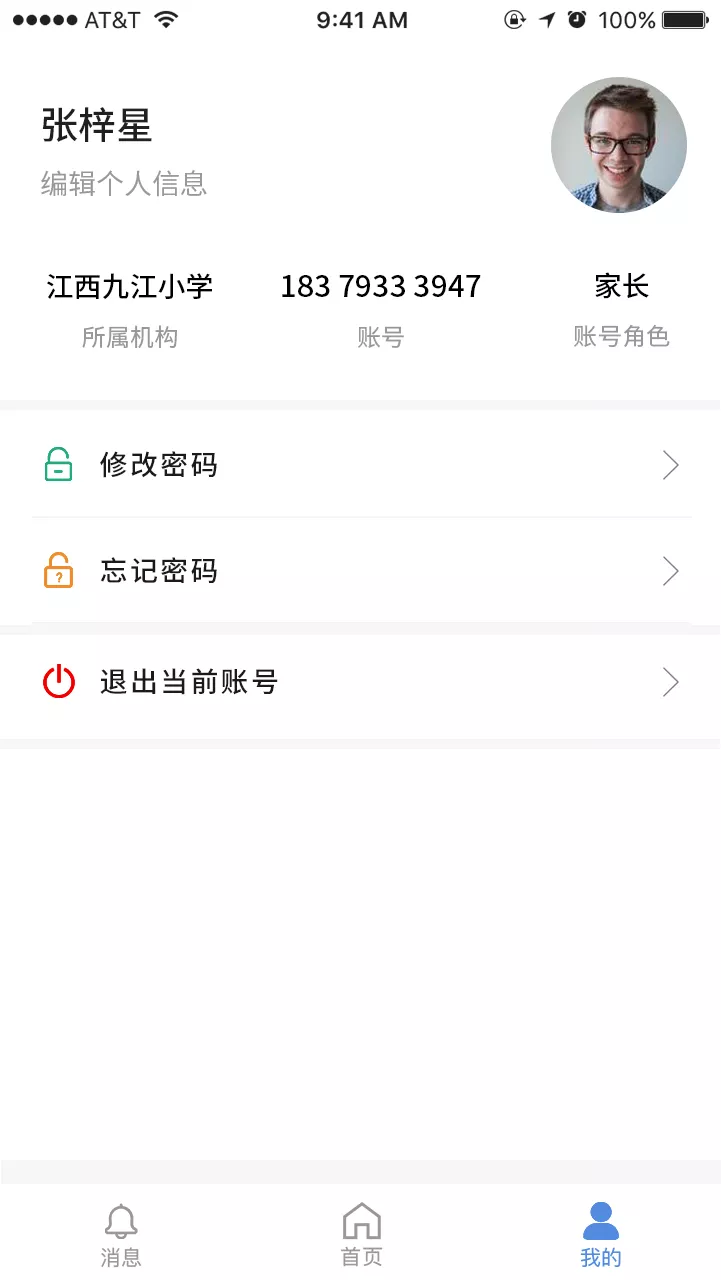 AT&T 9:41 AM 100%
张梓星
编辑个人信息
江西九江小学 183 7933 3947 家长
所属机构 账号 账号角色
修改密码
忘记密码
退出当前账号
消息 首页 我的